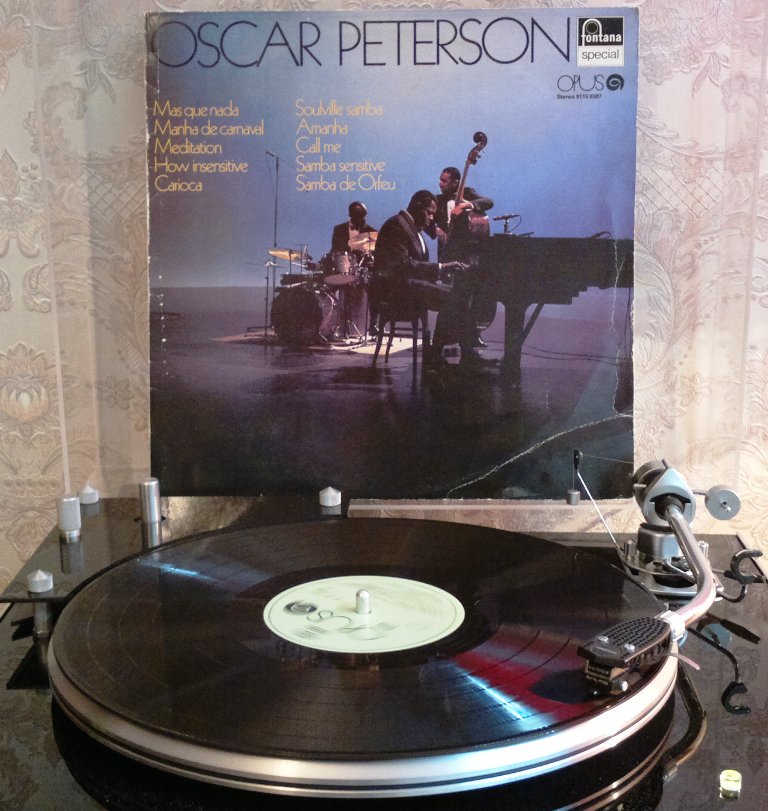 OSCAR PETERSON
fontana
special
OPUS
Stereo 9115 0387
Mas que nada
Manha de carnaval
Meditation
How insensitive
Carioca
Soulville samba
Amanha
Call me
Samba sensitive
Samba de Orfeu
OPUS